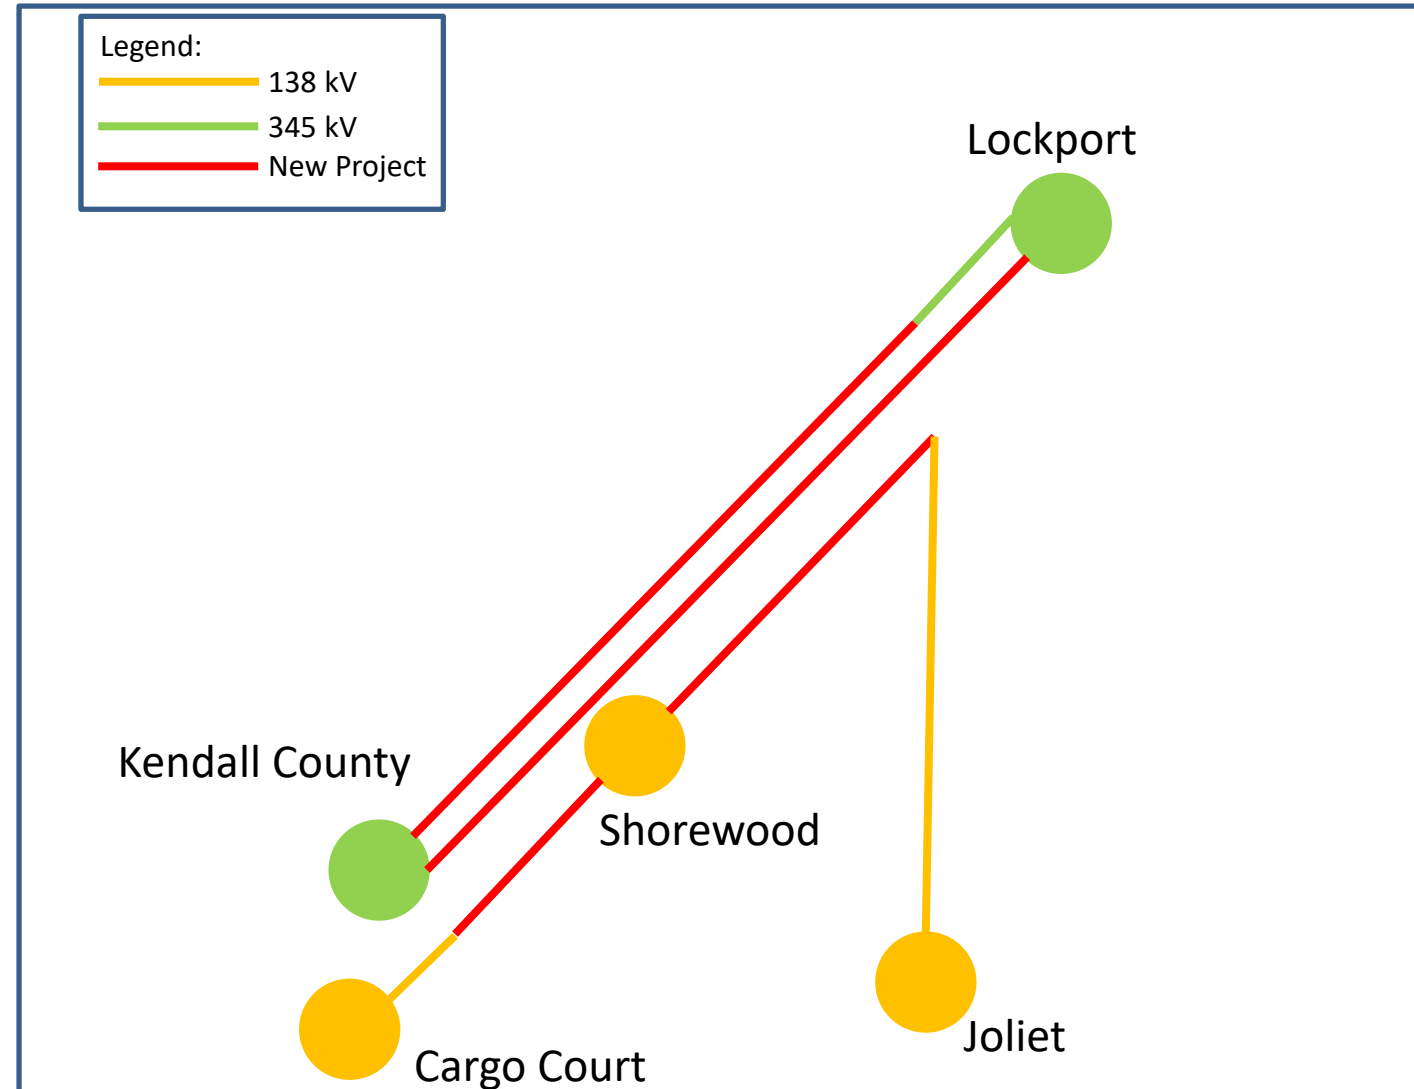 Legend:
138 kV
345 kV
New Project
Lockport
Kendall County
Shorewood
Joliet
Cargo Court